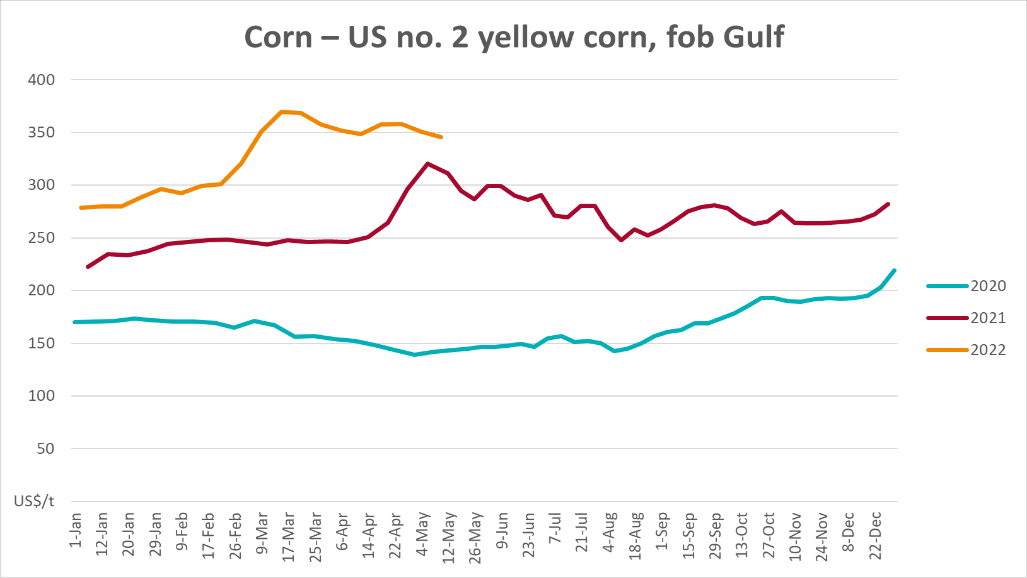 Corn – US no. 2 yellow corn, fob Gulf
400
350
300
250
200
150
100
50
US$/t
1-Jan
12-Jan
20-Jan
29-Jan
9-Feb
17-Feb
26-Feb
9-Mar
17-Mar
25-Mar
6-Apr
14-Apr
22-Apr
4-May
12-May
26-May
9-Jun
23-Jun
7-Jul
21-Jul
4-Aug
18-Aug
1-Sep
15-Sep
29-Sep
13-Oct
27-Oct
10-Nov
24-Nov
8-Dec
22-Dec
2020
2021
2022